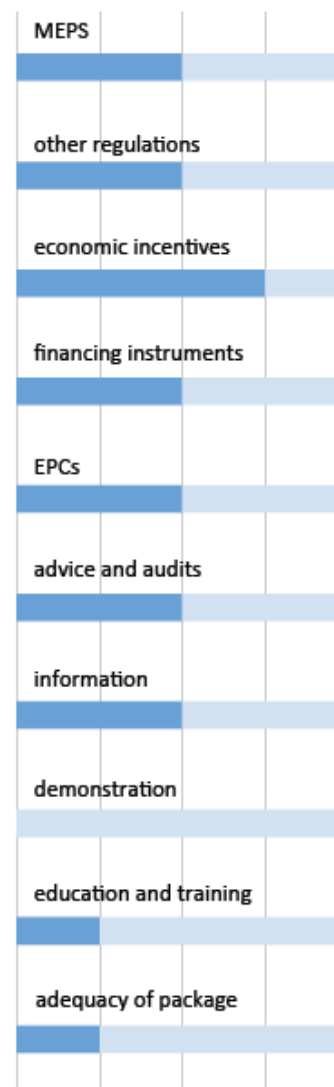 MEPS
other regulations
economic incentives
financing instruments
EPCs
advice and audits
information
demonstration
education and training
adequacy of package